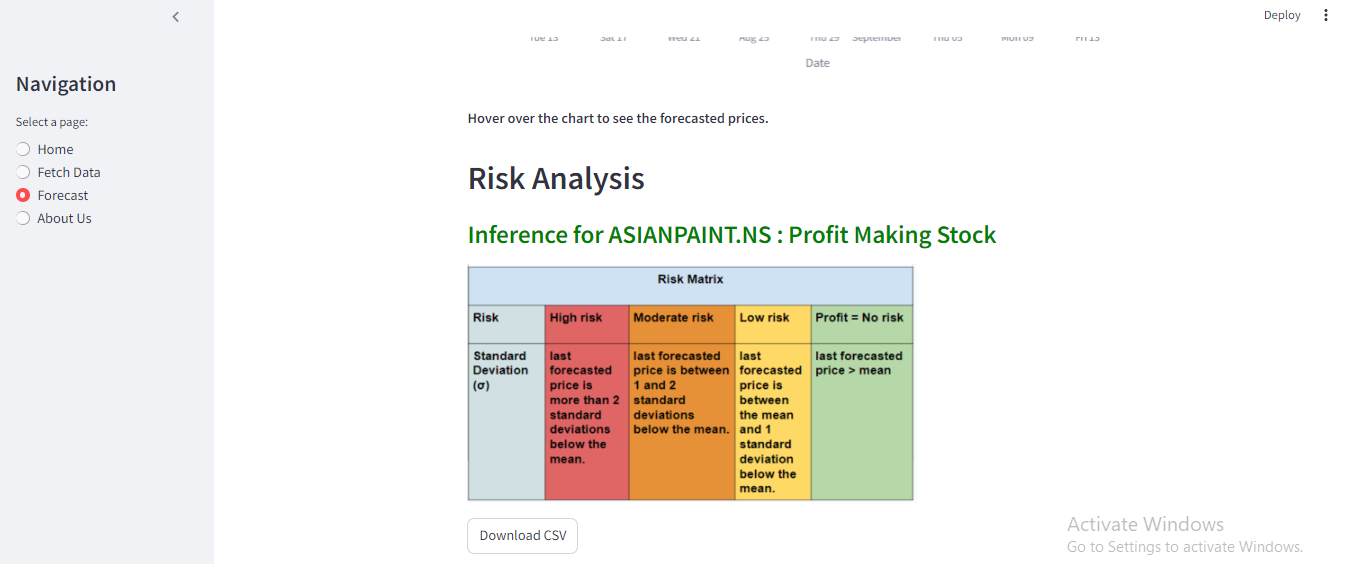 Deploy
Navigation
Select a page:
Home
Fetch Data
Forecast
About Us
Tue 13 Sat 17 Wed 21 Aug 25 Thu 29 September Thu 05 Mon 09 Fri 13
Date
Hover over the chart to see the forecasted prices.
Risk Analysis
Inference for ASIANPAINT.NS : Profit Making Stock
Risk Matrix
Risk
High risk
Moderate risk
Low risk
Profit = No risk
Standard
Deviation
(σ)
last
forecasted
price is
more than 2
standard
deviations
below the
mean.
last forecasted
price is between
1 and 2
standard
deviations
below the mean.
last
forecasted
price is
between
the mean
and 1
standard
deviation
below the
mean.
last forecasted
price > mean
Download CSV
Activate Windows
Go to Settings to activate Windows.